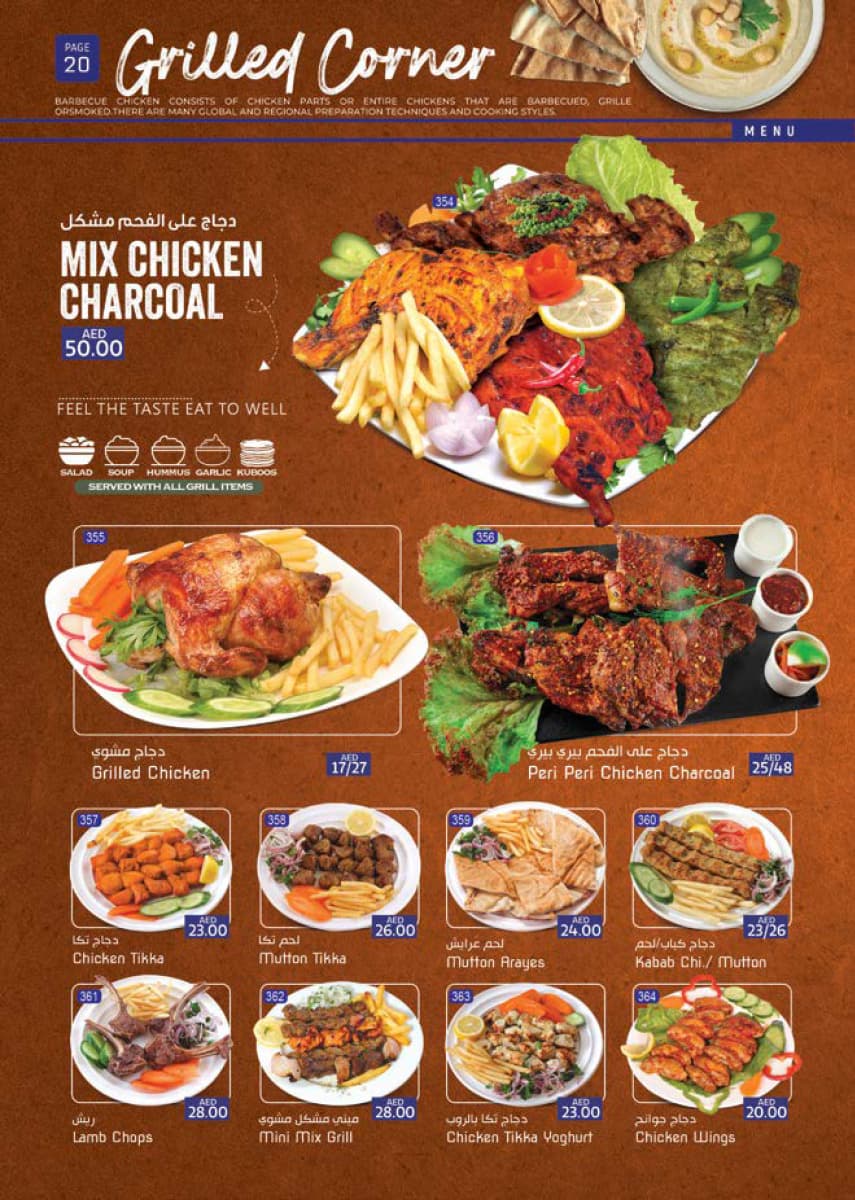 PAGE
20
Grilled Corner
BARBECUE CHICKEN CONSISTS OF CHICKEN PARTS OR ENTIRE CHICKENS THAT ARE BARBECUED, GRILLE
ORSMOKED.THERE ARE MANY GLOBAL AND REGIONAL PREPARATION TECHNIQUES AND COOKING STYLES.
MENU
354
دجاج على الفحم مشكل
MIX CHICKEN
CHARCOAL
AED
50.00
FEEL THE TASTE EAT TO WELL
SALAD SOUP HUMMUS GARLIC KUBOOS
SERVED WITH ALL GRILL ITEMS
355
دجاج مشوي
Grilled Chicken
AED
17/27
356
دجاج على الفحم بيري بيري
Peri Peri Chicken Charcoal
AED
25/48
357
AED
23.00
دجاج تكا
Chicken Tikka
358
AED
26.00
لحم تكا
Mutton Tikka
359
AED
24.00
لحم عرايش
Mutton Arayes
360
AED
23/26
دجاج كباب/لحم
Kabab Chi./ Mutton
361
AED
28.00
ريش
Lamb Chops
362
AED
28.00
ميني مشكل مشوي
Mini Mix Grill
363
AED
23.00
دجاج تكا بالروب
Chicken Tikka Yoghurt
364
AED
20.00
دجاج جوانح
Chicken Wings